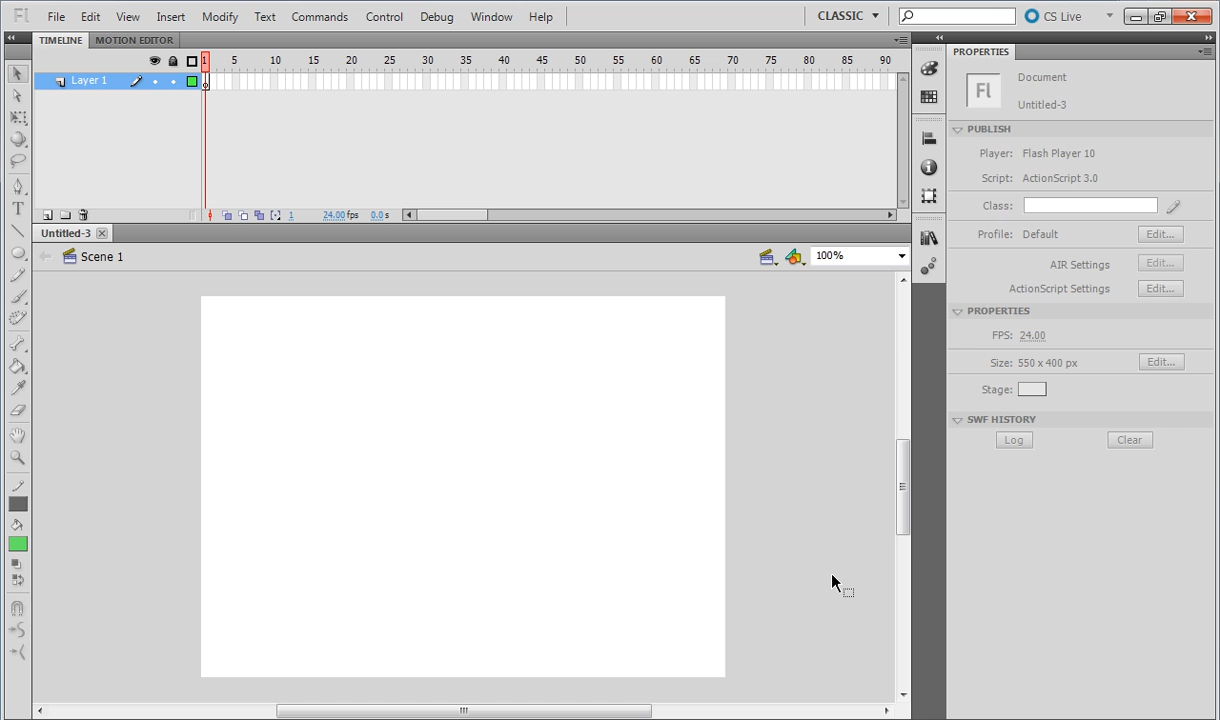 Fl File Edit View Insert Modify Text Commands Control Debug Window Help CLASSIC CS Live
TIMELINE MOTION EDITOR
1 5 10 15 20 25 30 35 40 45 50 55 60 65 70 75 80 85 90
Layer 1
1 24.00 fps 0.0 s
Untitled-3
Scene 1 100%
T
PROPERTIES
Fl
Document
Untitled-3
PUBLISH
Player: Flash Player 10
Script: ActionScript 3.0
Class:
Profile: Default Edit...
AIR Settings Edit...
ActionScript Settings Edit...
PROPERTIES
FPS: 24.00
Size: 550 x 400 px Edit...
Stage:
SWF HISTORY
Log Clear